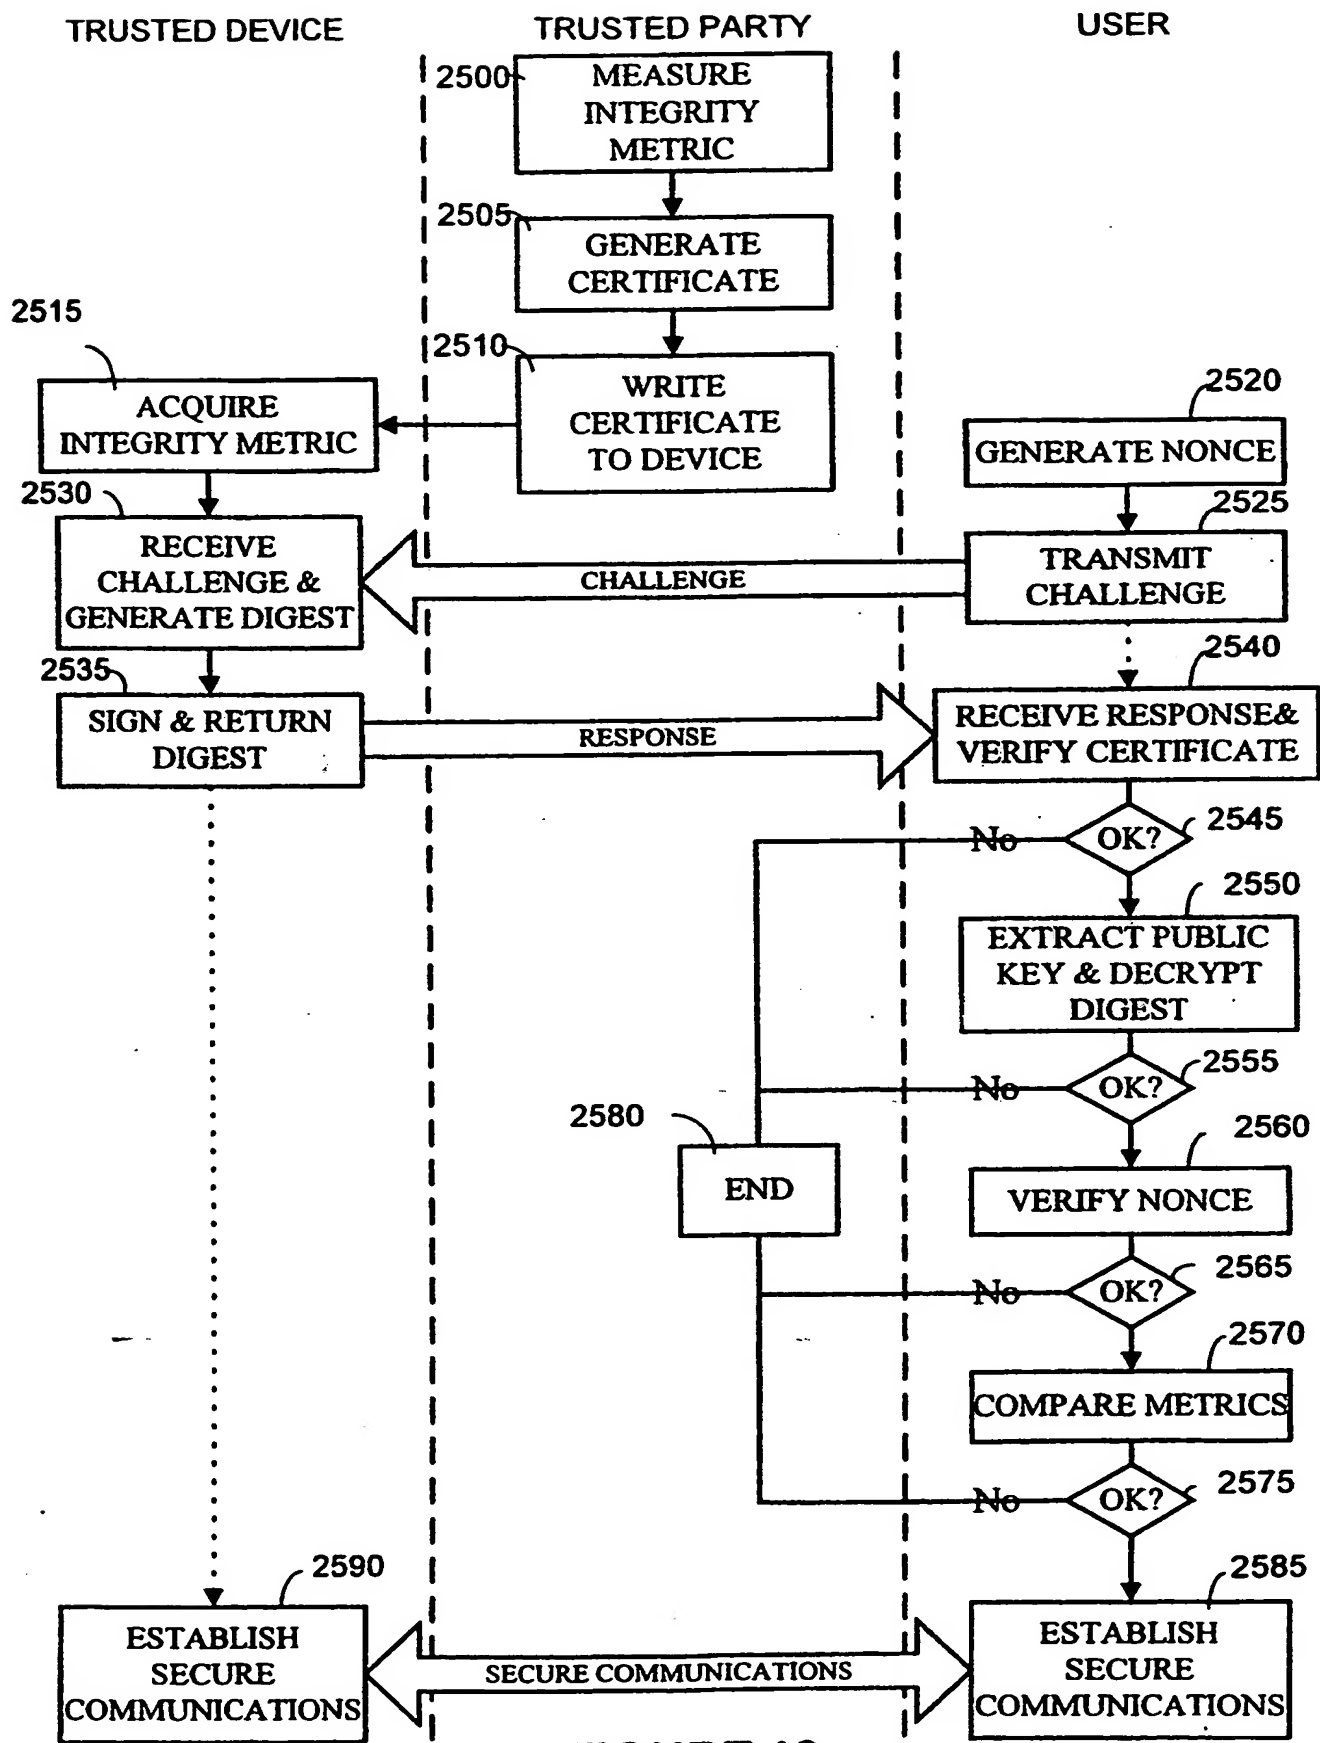 TRUSTED DEVICE
TRUSTED PARTY
USER
2500
MEASURE
INTEGRITY
METRIC
2505
GENERATE
CERTIFICATE
2510
WRITE
CERTIFICATE
TO DEVICE
2515
ACQUIRE
INTEGRITY METRIC
2520
GENERATE NONCE
2525
TRANSMIT
CHALLENGE
CHALLENGE
2530
RECEIVE
CHALLENGE &
GENERATE DIGEST
2535
SIGN & RETURN
DIGEST
RESPONSE
2540
RECEIVE RESPONSE&
VERIFY CERTIFICATE
2545
OK?
No
2550
EXTRACT PUBLIC
KEY & DECRYPT
DIGEST
2555
OK?
No
2580
END
2560
VERIFY NONCE
2565
OK?
No
2570
COMPARE METRICS
2575
OK?
No
2590
ESTABLISH
SECURE
COMMUNICATIONS
SECURE COMMUNICATIONS
2585
ESTABLISH
SECURE
COMMUNICATIONS